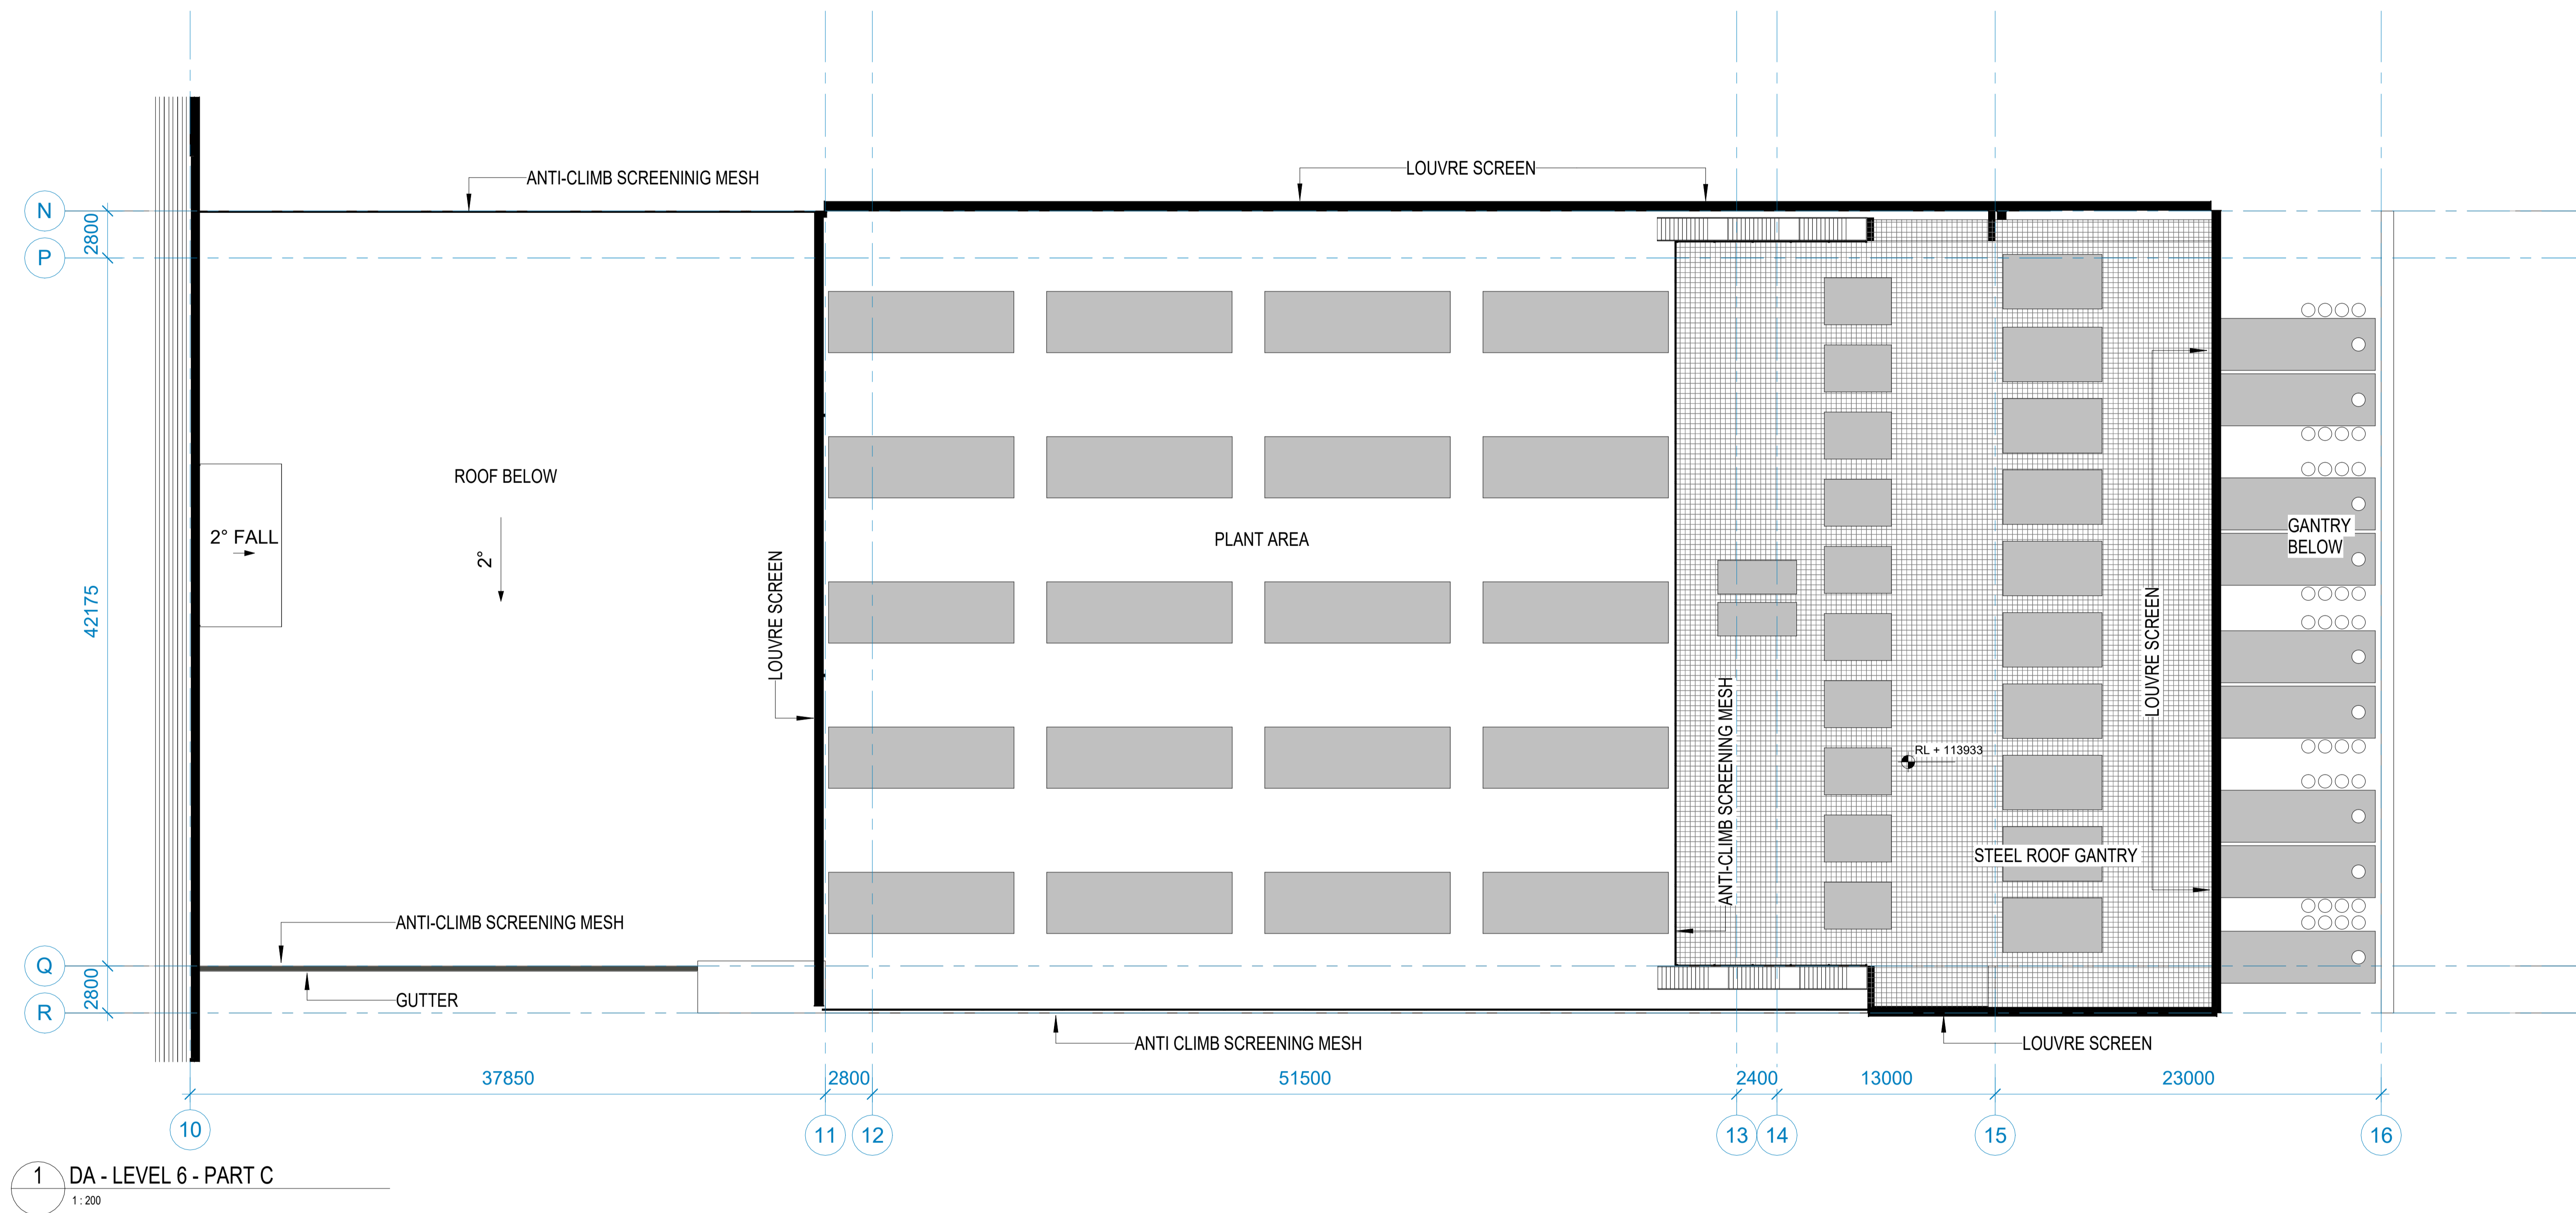 ANTI-CLIMB SCREENINIG MESH
LOUVRE SCREEN
N
2800
P
ROOF BELOW
2° FALL
2°
LOUVRE SCREEN
PLANT AREA
GANTRY
BELOW
LOUVRE SCREEN
42175
ANTI-CLIMB SCREENING MESH
RL + 113933
STEEL ROOF GANTRY
ANTI-CLIMB SCREENING MESH
Q
2800
GUTTER
R
ANTI CLIMB SCREENING MESH
LOUVRE SCREEN
37850
2800
51500
2400
13000
23000
10
11
12
13
14
15
16
1
DA - LEVEL 6 - PART C
1 : 200